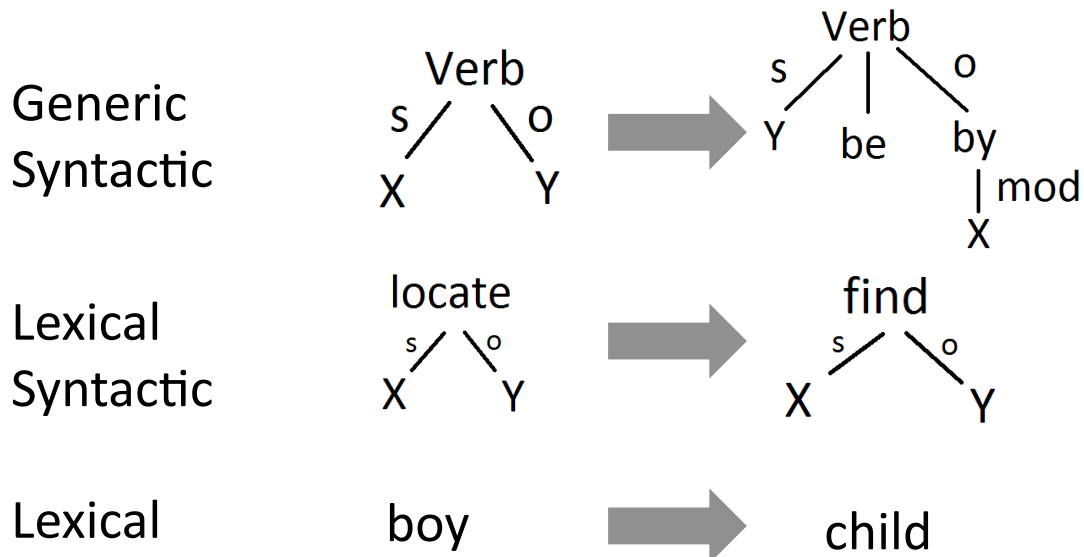 Generic
Syntactic
Verb
s
o
X
Y
Verb
s
o
Y
be
by
mod
X
Lexical
Syntactic
locate
s
o
X
Y
find
s
o
X
Y
Lexical
boy
child